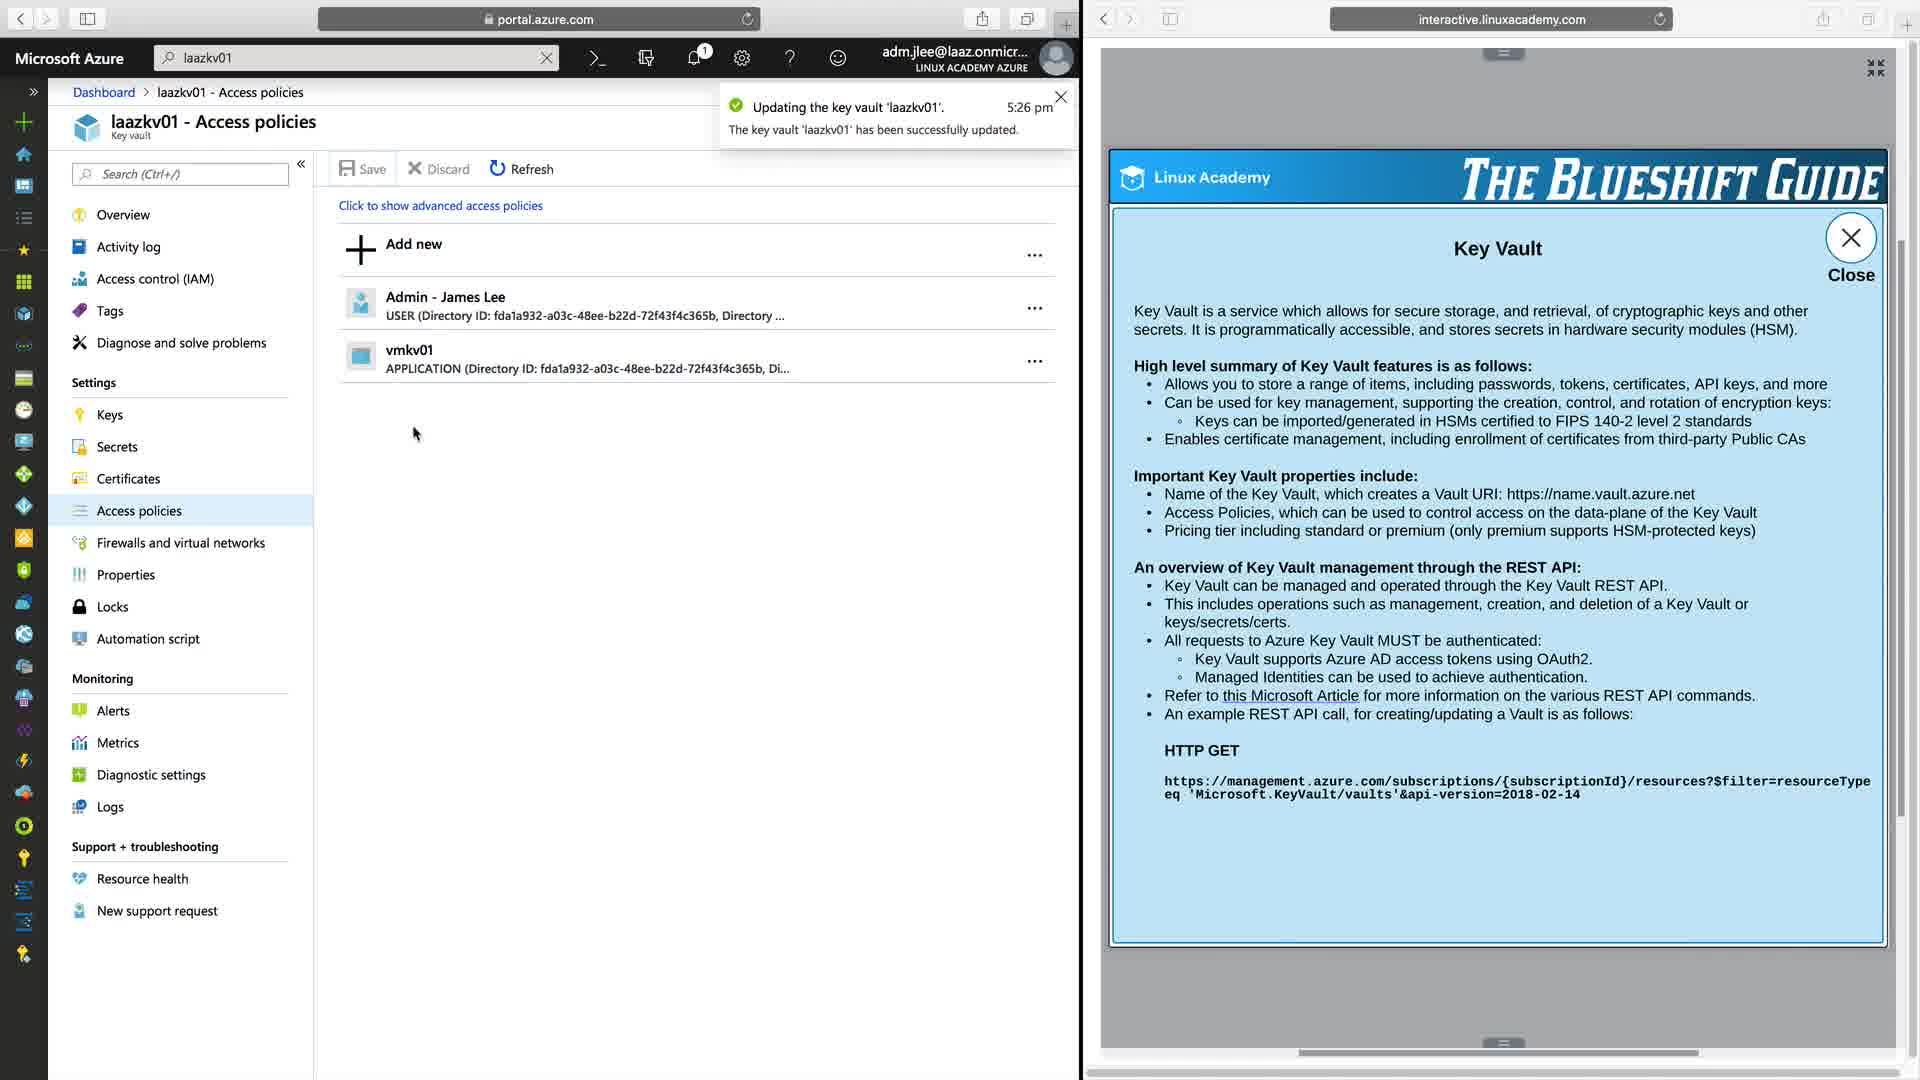 portal.azure.com
Microsoft Azure
laazkv01
1
adm.jlee@laaz.onmicr...
LINUX ACADEMY AZURE
Dashboard > laazkv01 - Access policies
laazkv01 - Access policies
Key vault
Updating the key vault 'laazkv01'. 5:26 pm
The key vault 'laazkv01' has been successfully updated.
Search (Ctrl+/)
Overview
Activity log
Access control (IAM)
Tags
Diagnose and solve problems
Settings
Keys
Secrets
Certificates
Access policies
Firewalls and virtual networks
Properties
Locks
Automation script
Monitoring
Alerts
Metrics
Diagnostic settings
Logs
Support + troubleshooting
Resource health
New support request
Save Discard Refresh
Click to show advanced access policies
Add new
...
Admin - James Lee
USER (Directory ID: fda1a932-a03c-48ee-b22d-72f43f4c365b, Directory ...
...
vmkv01
APPLICATION (Directory ID: fda1a932-a03c-48ee-b22d-72f43f4c365b, Di...
...
interactive.linuxacademy.com
Linux Academy
THE BLUESHIFT GUIDE
Key Vault
Close
Key Vault is a service which allows for secure storage, and retrieval, of cryptographic keys and other
secrets. It is programmatically accessible, and stores secrets in hardware security modules (HSM).
High level summary of Key Vault features is as follows:
• Allows you to store a range of items, including passwords, tokens, certificates, API keys, and more
• Can be used for key management, supporting the creation, control, and rotation of encryption keys:
◦ Keys can be imported/generated in HSMs certified to FIPS 140-2 level 2 standards
• Enables certificate management, including enrollment of certificates from third-party Public CAs
Important Key Vault properties include:
• Name of the Key Vault, which creates a Vault URI: https://name.vault.azure.net
• Access Policies, which can be used to control access on the data-plane of the Key Vault
• Pricing tier including standard or premium (only premium supports HSM-protected keys)
An overview of Key Vault management through the REST API:
• Key Vault can be managed and operated through the Key Vault REST API.
• This includes operations such as management, creation, and deletion of a Key Vault or
keys/secrets/certs.
• All requests to Azure Key Vault MUST be authenticated:
◦ Key Vault supports Azure AD access tokens using OAuth2.
◦ Managed Identities can be used to achieve authentication.
• Refer to this Microsoft Article for more information on the various REST API commands.
• An example REST API call, for creating/updating a Vault is as follows:
HTTP GET
https://management.azure.com/subscriptions/{subscriptionId}/resources?$filter=resourceType
eq 'Microsoft.KeyVault/vaults'&api-version=2018-02-14